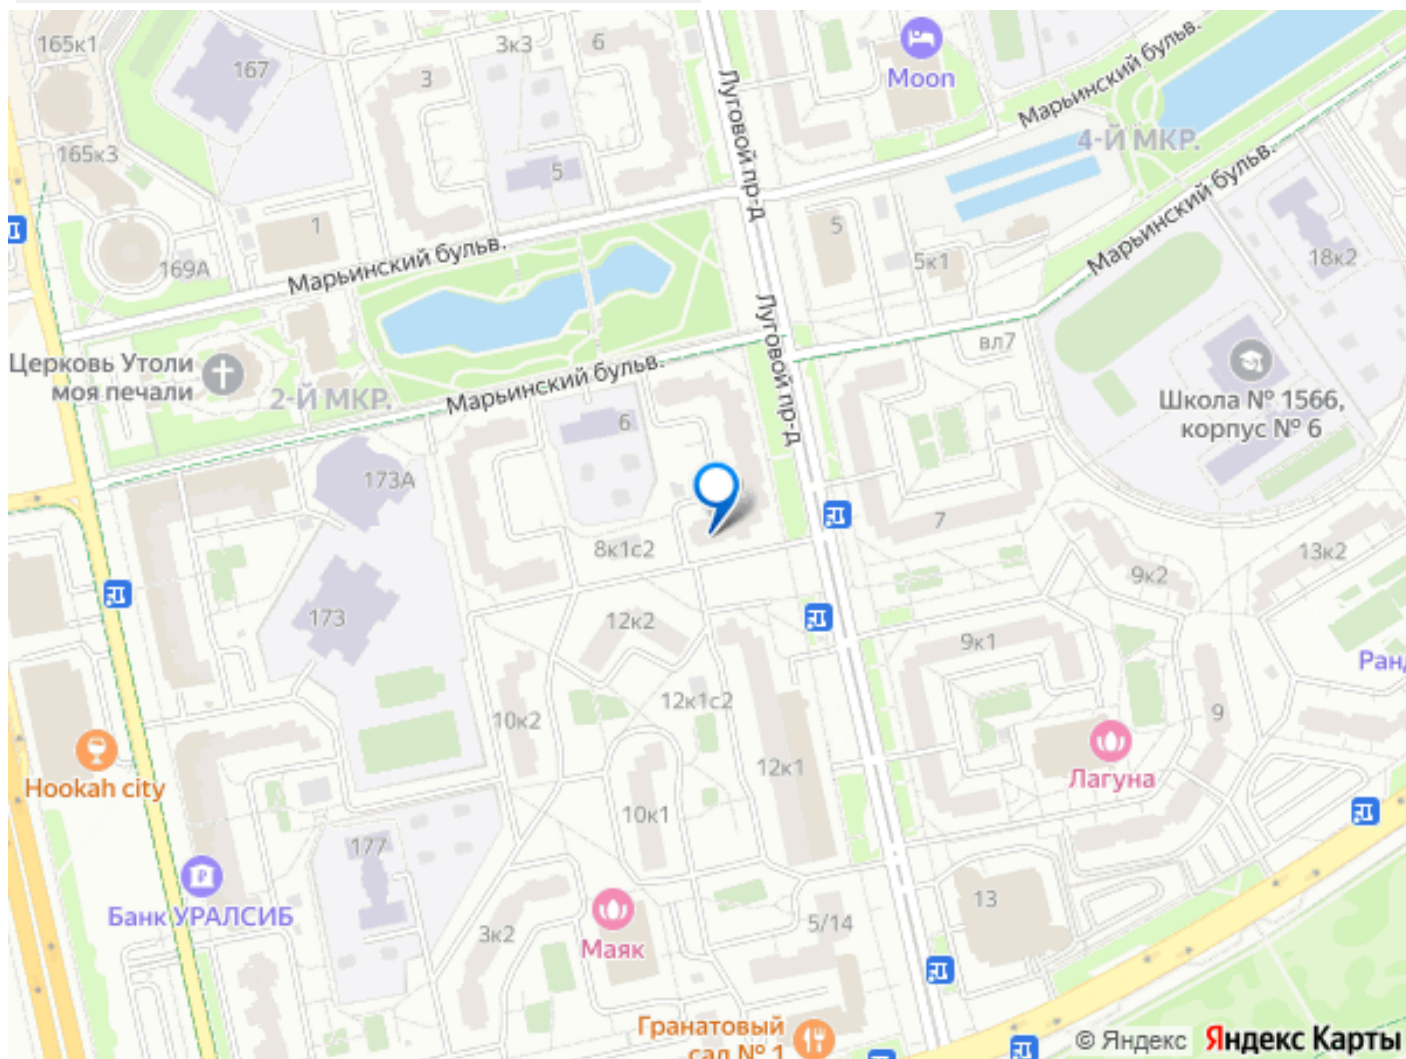 165к1
167
3к3
6
3
Moon
Луговой пр-д
Марьинский бульв.
4-Й МКР.
165к3
5
1
169А
Марьинский бульв.
5
5к1
Марьинский бульв.
18к2
Церковь Утоли
моя печали
2-Й МКР.
Марьинский бульв.
Луговой пр-д
вл7
Школа № 1566,
корпус № 6
6
173А
7
8к1с2
13к2
9к2
173
12к2
9к1
Ранд
12к1с2
10к2
9
Hookah city
12к1
Лагуна
10к1
177
Банк УРАЛСИБ
3к2
Маяк
5/14
13
Гранатовый
сад № 1
© Яндекс Яндекс Карты